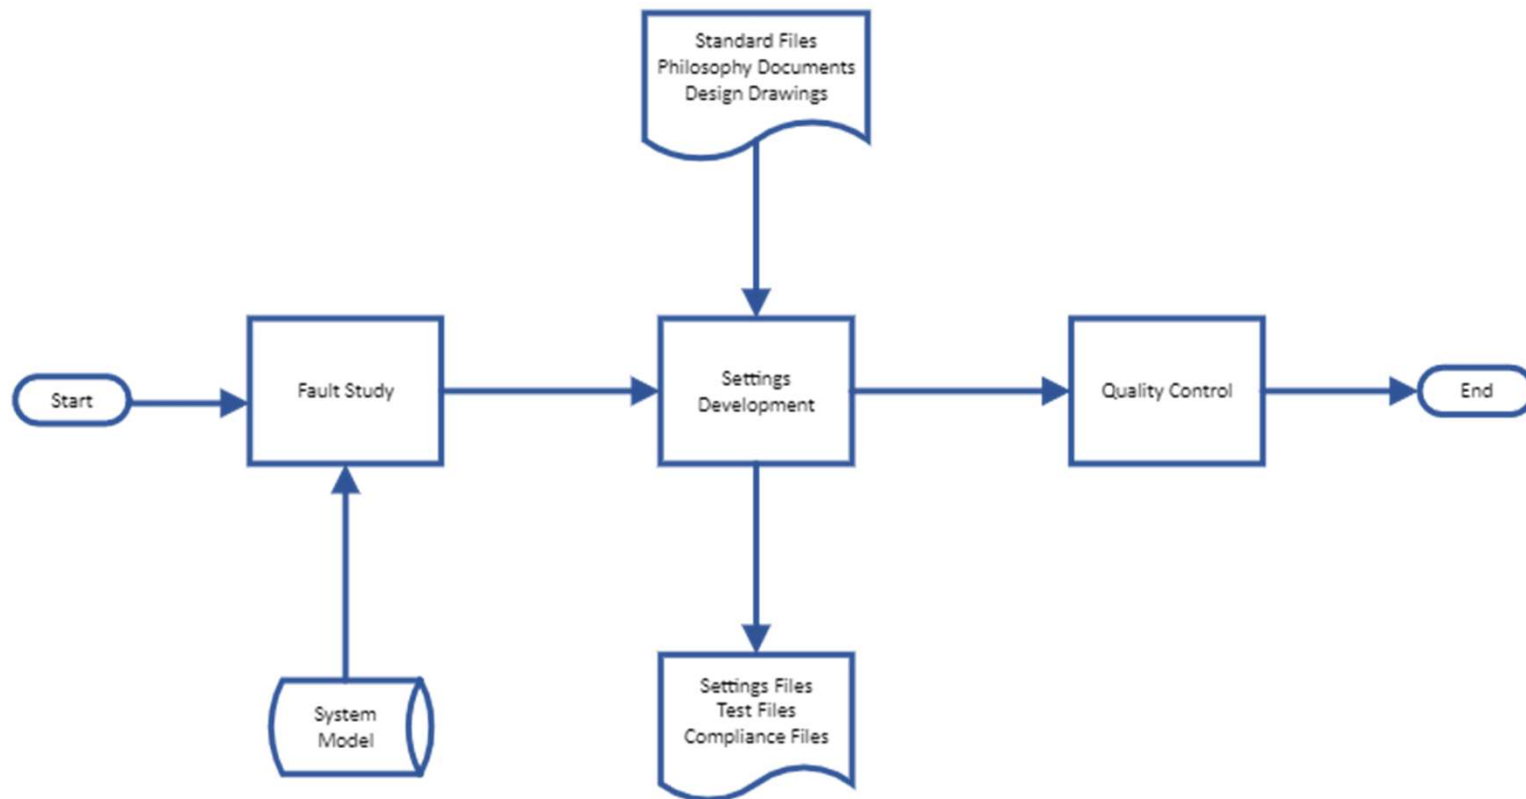 Standard Files
Philosophy Documents
Design Drawings
Start
Fault Study
Settings
Development
Quality Control
End
System
Model
Settings Files
Test Files
Compliance Files